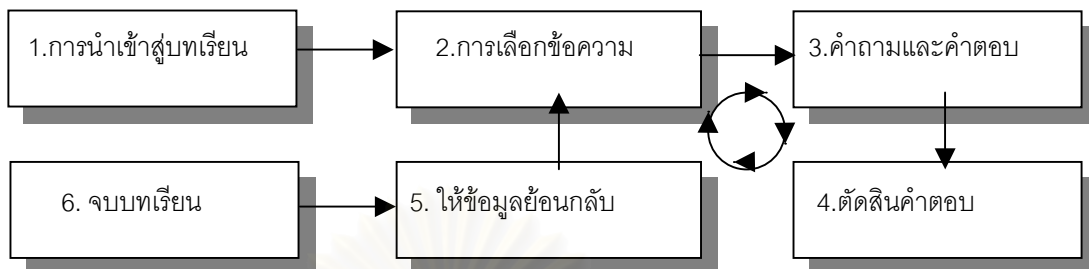 1.การนำเข้าสู่บทเรียน
2.การเลือกข้อความ
3.คำถามและคำตอบ
6. จบบทเรียน
5. ให้ข้อมูลย้อนกลับ
4.ตัดสินคำตอบ